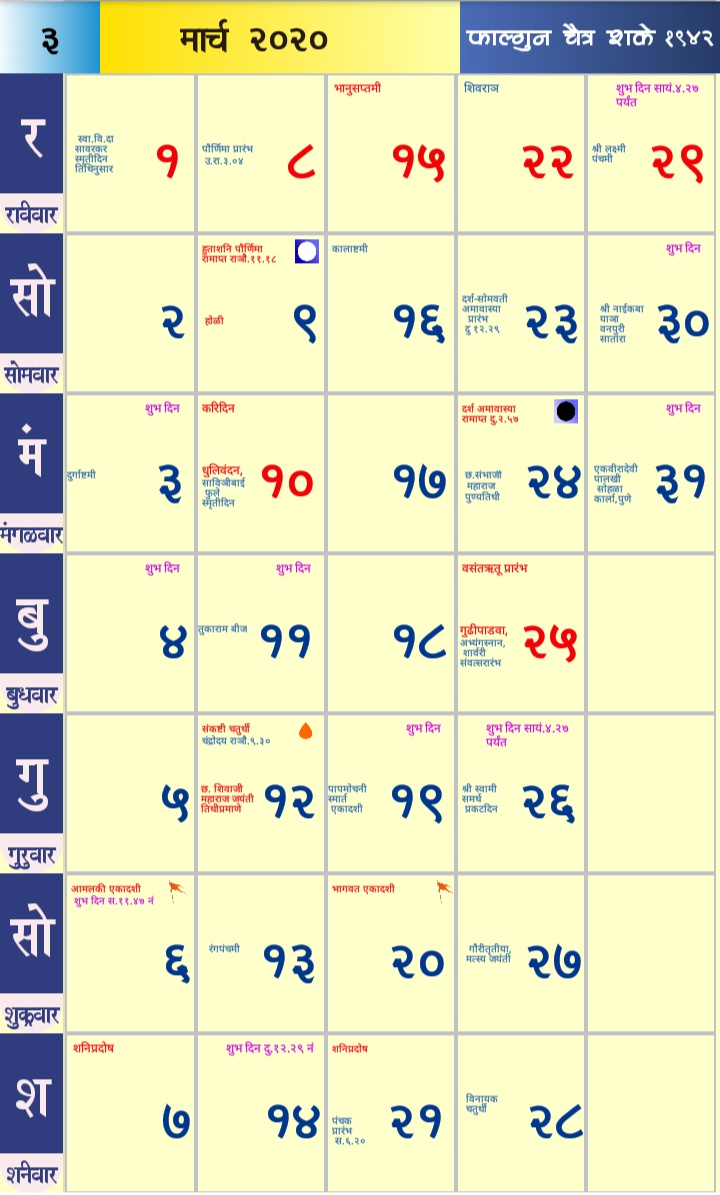 ३
मार्च २०२०
फाल्गुन चैत्र शके १९४२
र
रविवार
स्वा.वि.दा
सावरकर
स्मृतीदिन
तिथिनुसार
१
पौर्णिमा प्रारंभ
उ.रा.३.०४
८
भानुसप्तमी
१५
शिवराज
२२
शुभ दिन सायं.४.२७
पर्यंत
श्री लक्ष्मी
पंचमी
२९
सो
सोमवार
२
हुताशनि पौर्णिमा
समाप्त रात्रौ.११.१८
होळी
९
कालाष्टमी
१६
दर्श-सोमवती
अमावास्या
प्रारंभ
दु १२.२९
२३
शुभ दिन
श्री नाईकबा
यात्रा
वनपुरी
सातारा
३०
मं
मंगळवार
शुभ दिन
दुर्गाष्टमी
३
करिदिन
धुलिवंदन,
सावित्रीबाई
फुले
स्मृतीदिन
१०
१७
दर्श अमावास्या
समाप्त दु.२.५७
छ.संभाजी
महाराज
पुण्यतिथी
२४
शुभ दिन
एकवीरादेवी
पालखी
सोहळा
कार्ला,पुणे
३१
बु
बुधवार
शुभ दिन
४
शुभ दिन
तुकाराम बीज
११
१८
वसंतऋतू प्रारंभ
गुढीपाडवा,
अभ्यंगस्नान,
शार्वरी
संवत्सरारंभ
२५
गु
गुरुवार
५
संकष्टी चतुर्थी
चंद्रोदय रात्रौ.९.३०
छ. शिवाजी
महाराज जयंती
तिथीप्रमाणे
१२
शुभ दिन
पापमोचनी
स्मार्त
एकादशी
१९
शुभ दिन सायं.४.२७
पर्यंत
श्री स्वामी
समर्थ
प्रकटदिन
२६
सो
शुक्रवार
आमलकी एकादशी
शुभ दिन स.११.४७ नं
६
रंगपंचमी
१३
भागवत एकादशी
२०
गौरीतृतीया,
मत्स्य जयंती
२७
श
शनिवार
शनिप्रदोष
७
शुभ दिन दु.१२.२९ नं
१४
शनिप्रदोष
पंचक
प्रारंभ
स.६.२०
२१
विनायक
चतुर्थी
२८